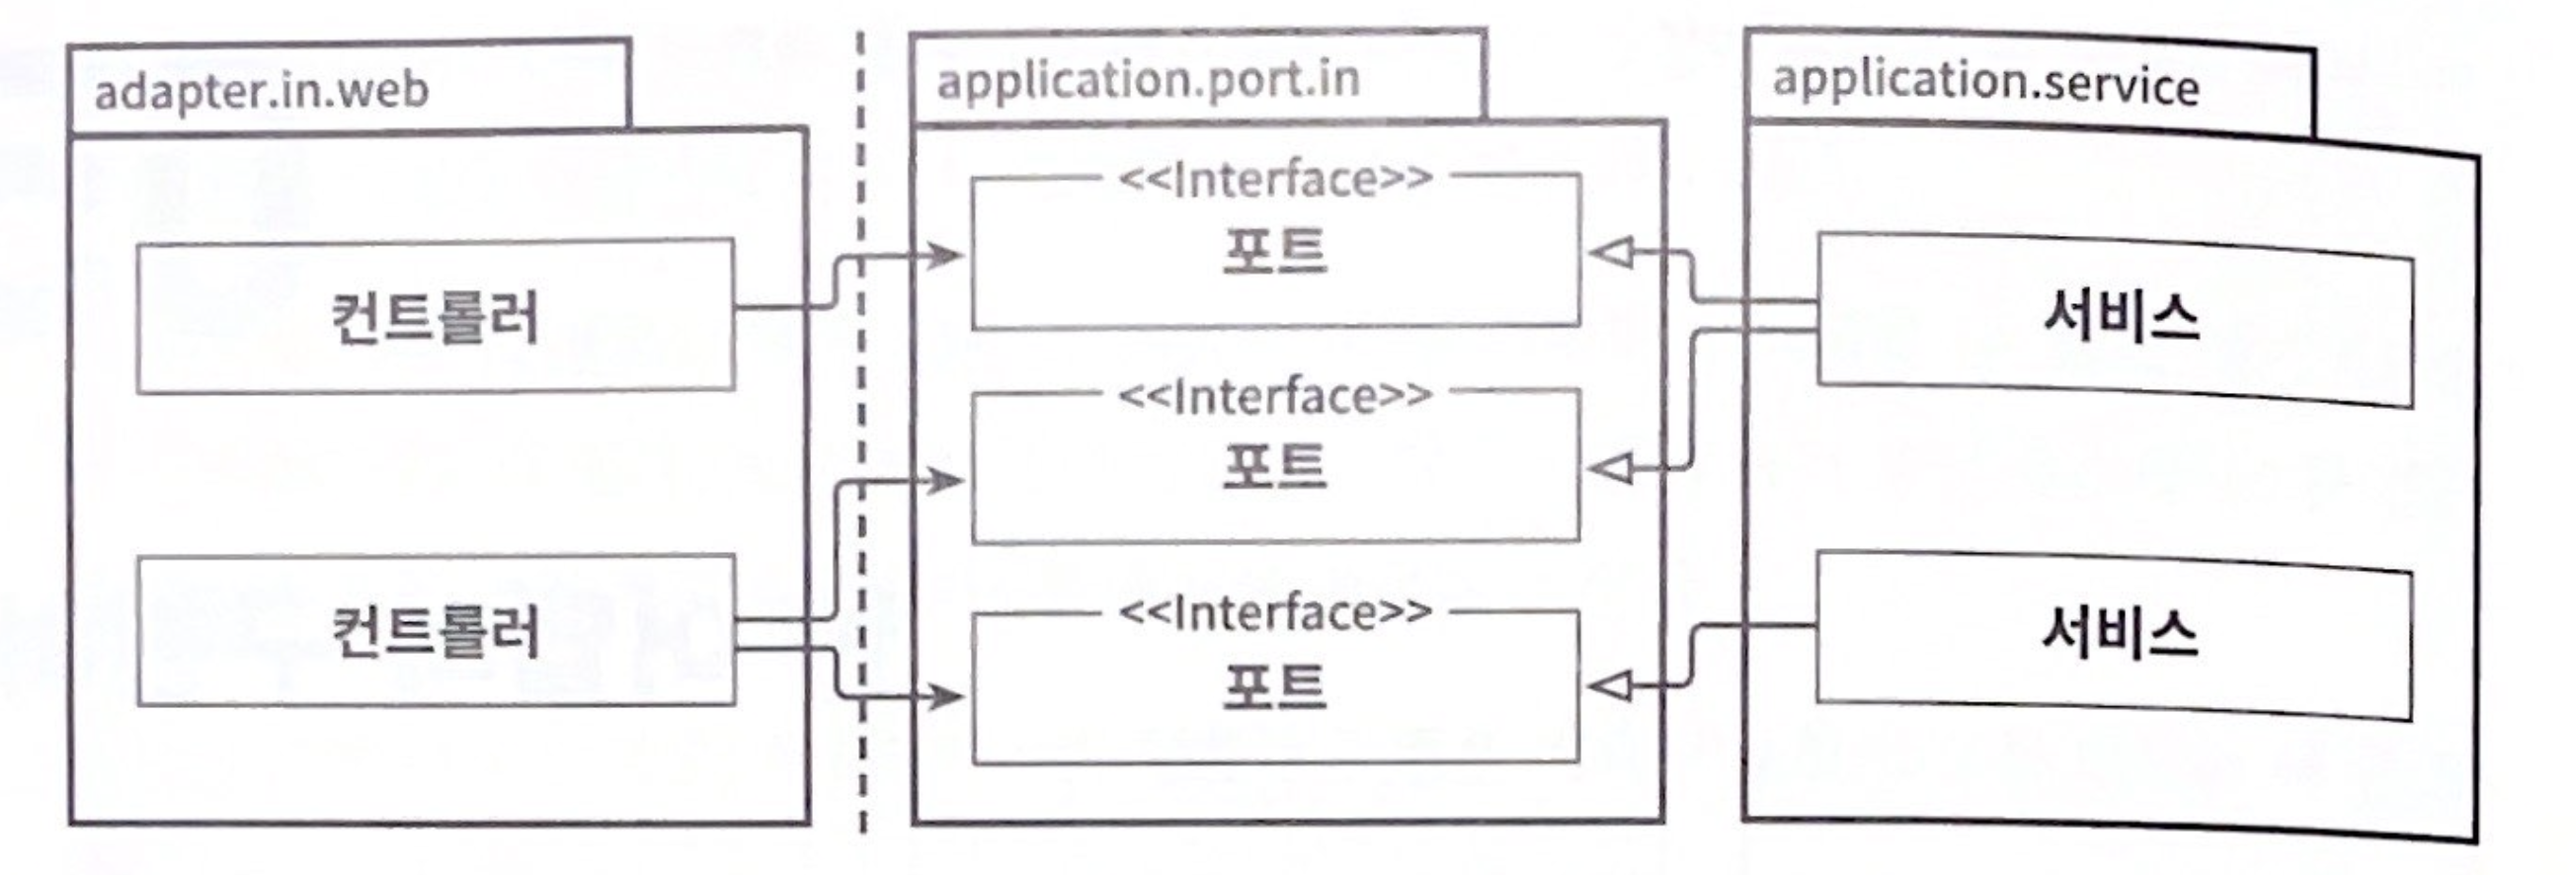 adapter.in.web
컨트롤러
컨트롤러
application.port.in
<<Interface>>
포트
<<Interface>>
포트
<<Interface>>
포트
application.service
서비스
서비스